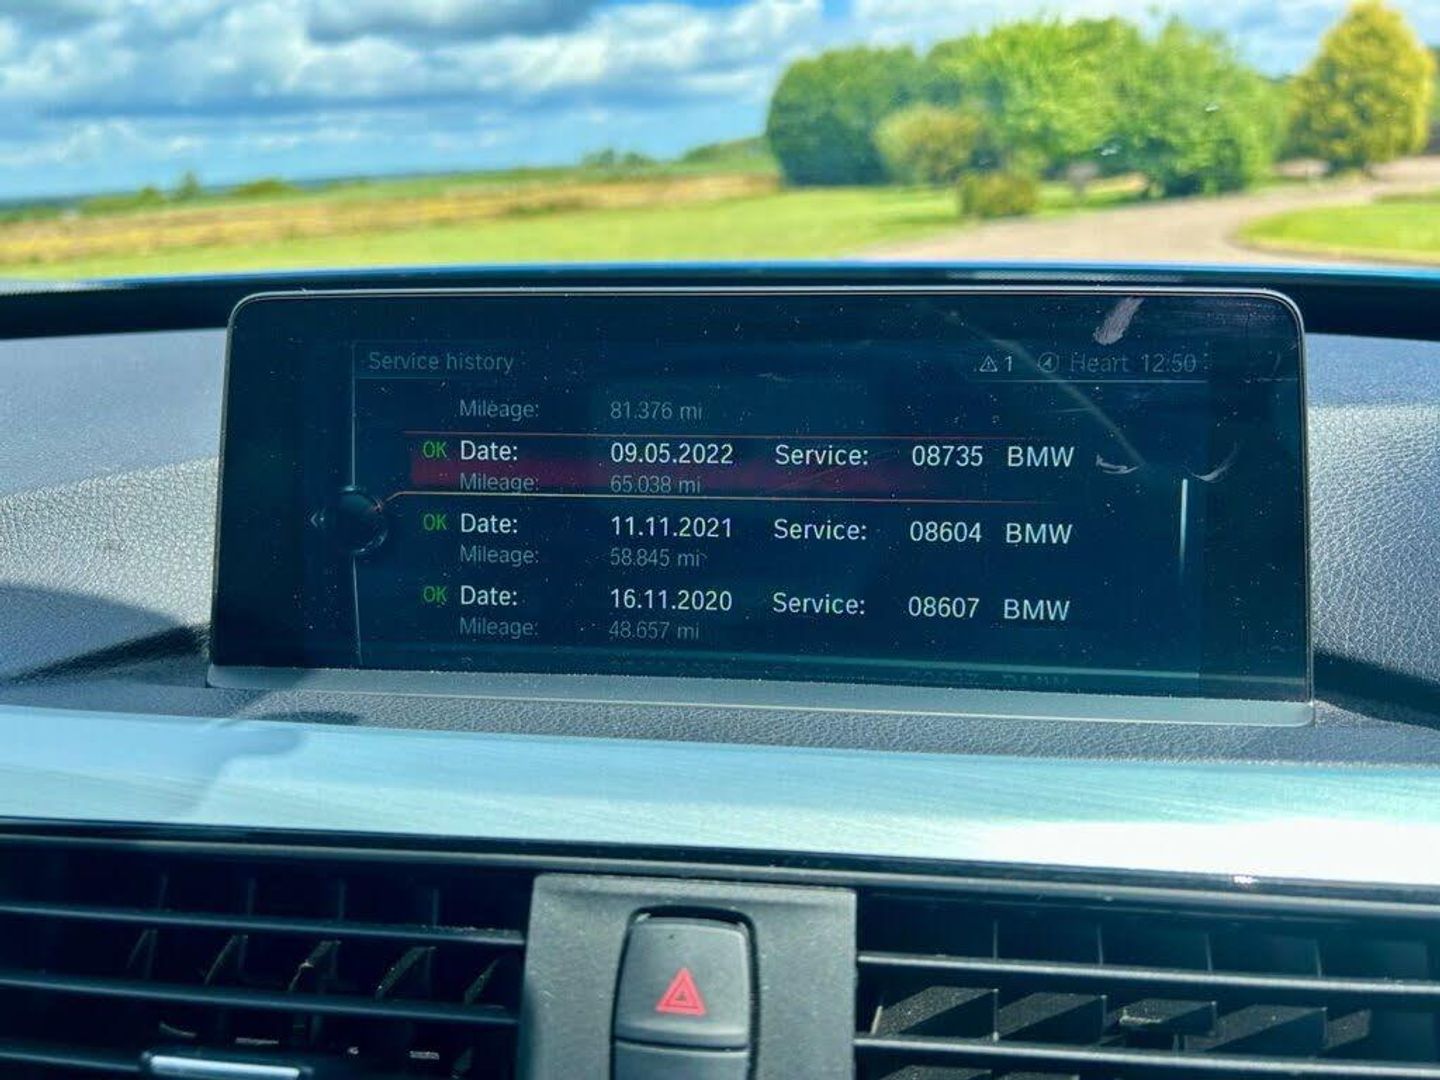 Service history 1 Heart 12:50
Mileage: 81.376 mi
OK Date: 09.05.2022 Service: 08735 BMW
Mileage: 65.038 mi
OK Date: 11.11.2021 Service: 08604 BMW
Mileage: 58.845 mi
OK Date: 16.11.2020 Service: 08607 BMW
Mileage: 48.657 mi